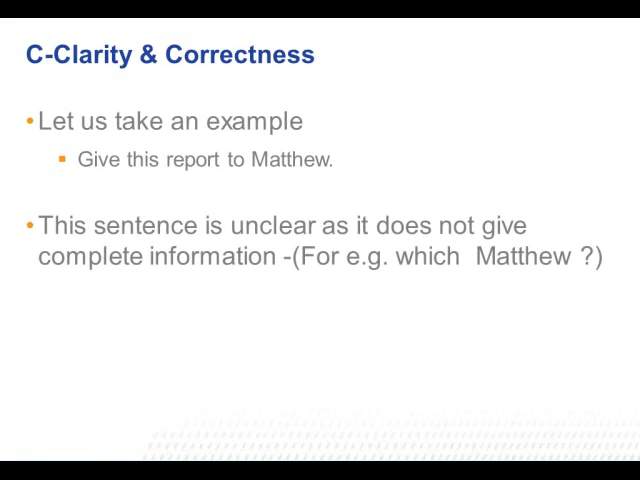 C-Clarity & Correctness
•Let us take an example
▪ Give this report to Matthew.
•This sentence is unclear as it does not give
complete information -(For e.g. which  Matthew ?)